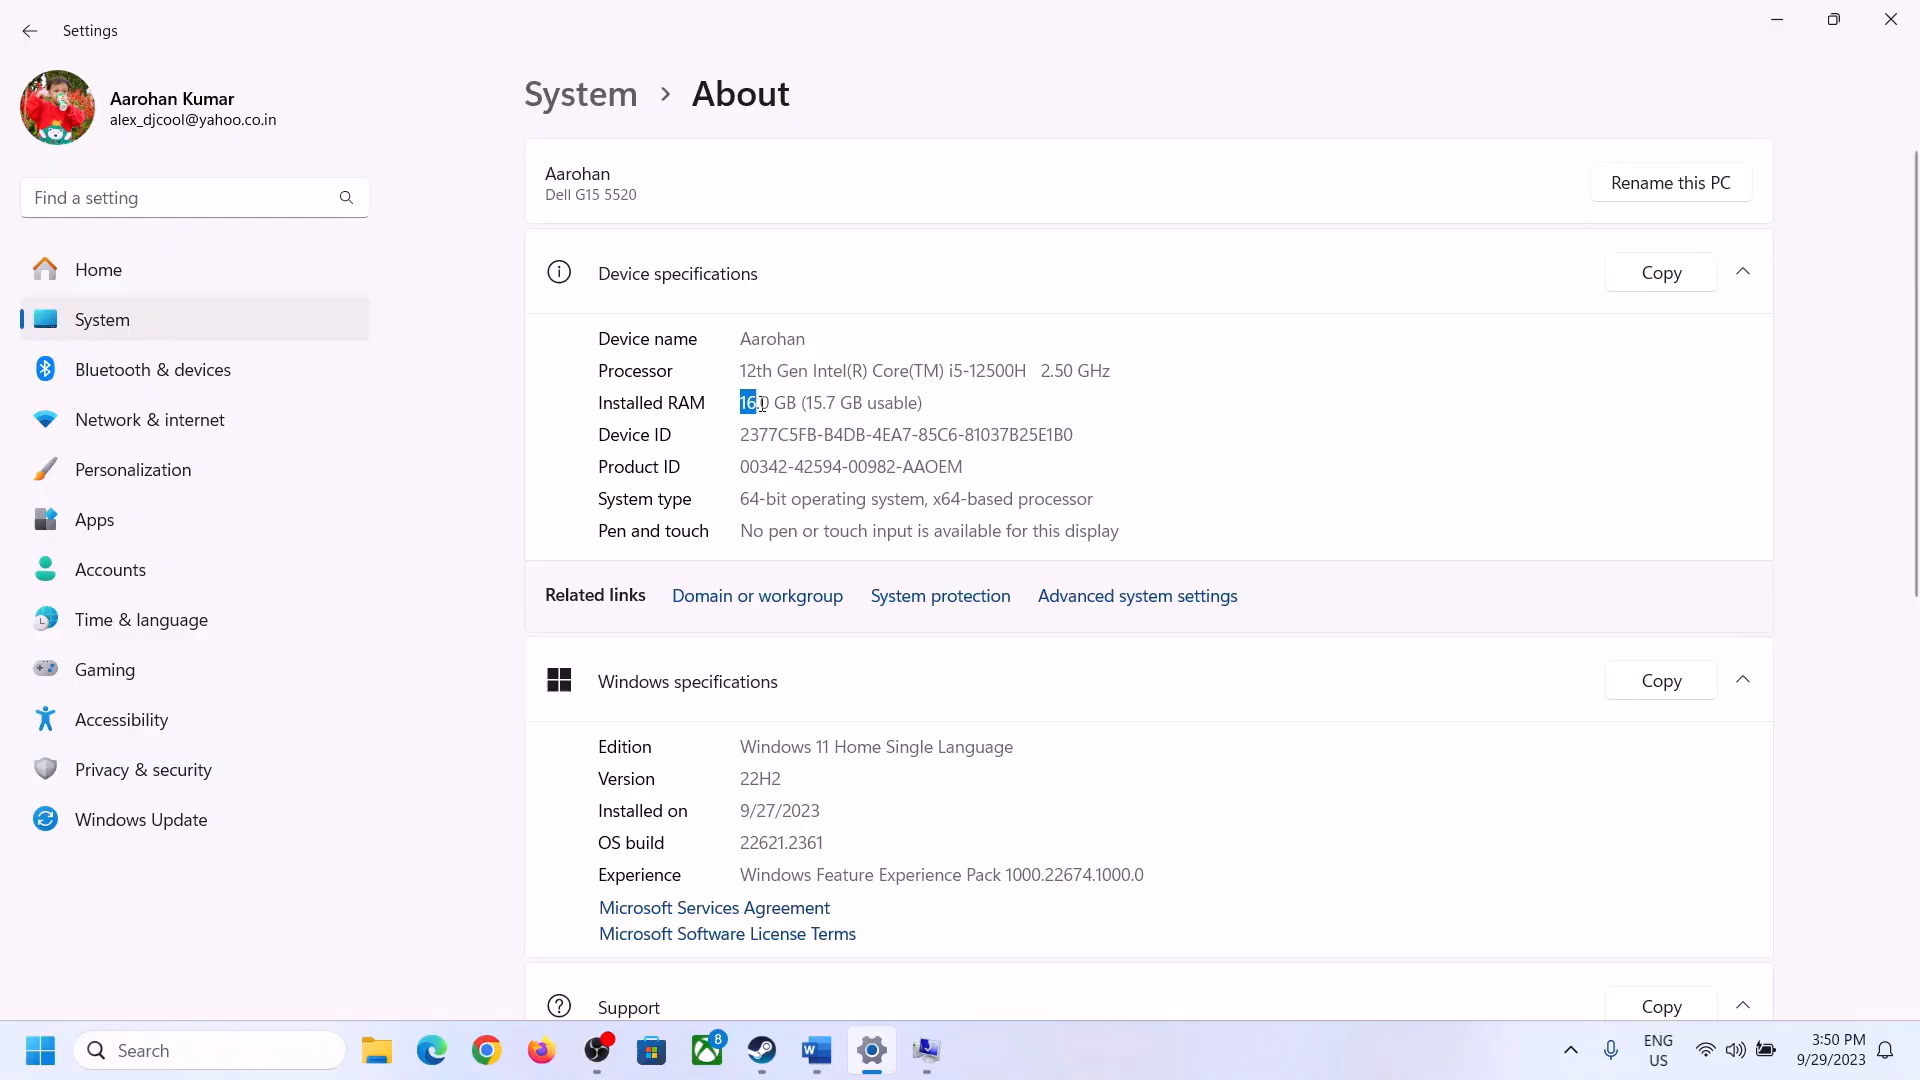 Settings
Aarohan Kumar
alex_djcool@yahoo.co.in
Find a setting
Home
System
Bluetooth & devices
Network & internet
Personalization
Apps
Accounts
Time & language
Gaming
Accessibility
Privacy & security
Windows Update
System > About
Aarohan
Dell G15 5520
Rename this PC
Device specifications
Copy
Device name Aarohan
Processor 12th Gen Intel(R) Core(TM) i5-12500H 2.50 GHz
Installed RAM 16.0 GB (15.7 GB usable)
Device ID 2377C5FB-B4DB-4EA7-85C6-81037B25E1B0
Product ID 00342-42594-00982-AAOEM
System type 64-bit operating system, x64-based processor
Pen and touch No pen or touch input is available for this display
Related links Domain or workgroup System protection Advanced system settings
Windows specifications
Copy
Edition Windows 11 Home Single Language
Version 22H2
Installed on 9/27/2023
OS build 22621.2361
Experience Windows Feature Experience Pack 1000.22674.1000.0
Microsoft Services Agreement
Microsoft Software License Terms
Support
Copy
Search
8
W
ENG
US
3:50 PM
9/29/2023